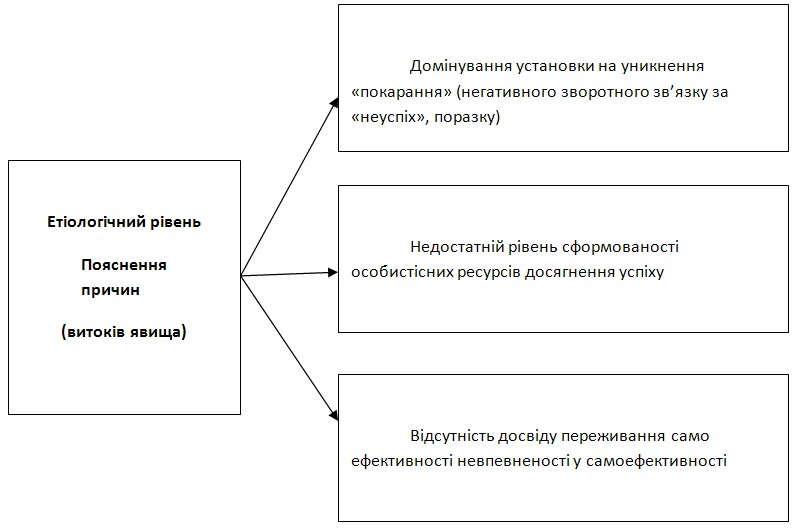 Домінування установки на уникнення
«покарання» (негативного зворотного зв’язку за
«неуспіх», поразку)
Етіологічний рівень
Пояснення
причин
(витоків явища)
Недостатній рівень сформованості
особистісних ресурсів досягнення успіху
Відсутність досвіду переживання само
ефективності невпевненості у самоефективності